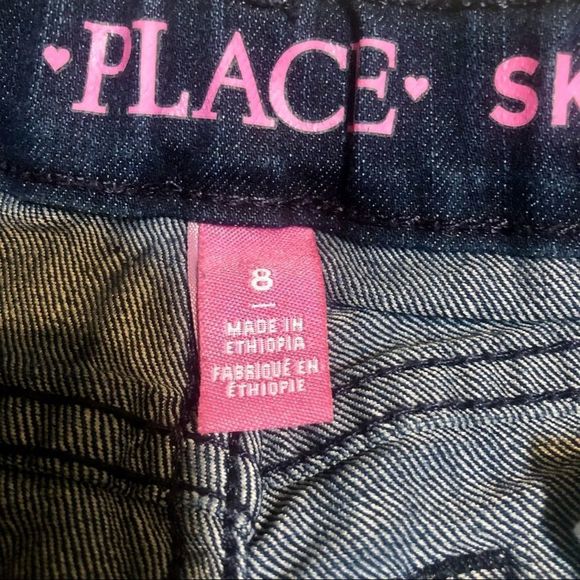 PLACE SK
8
MADE IN
ETHIOPIA
FABRIQUÉ EN
ÉTHIOPIE